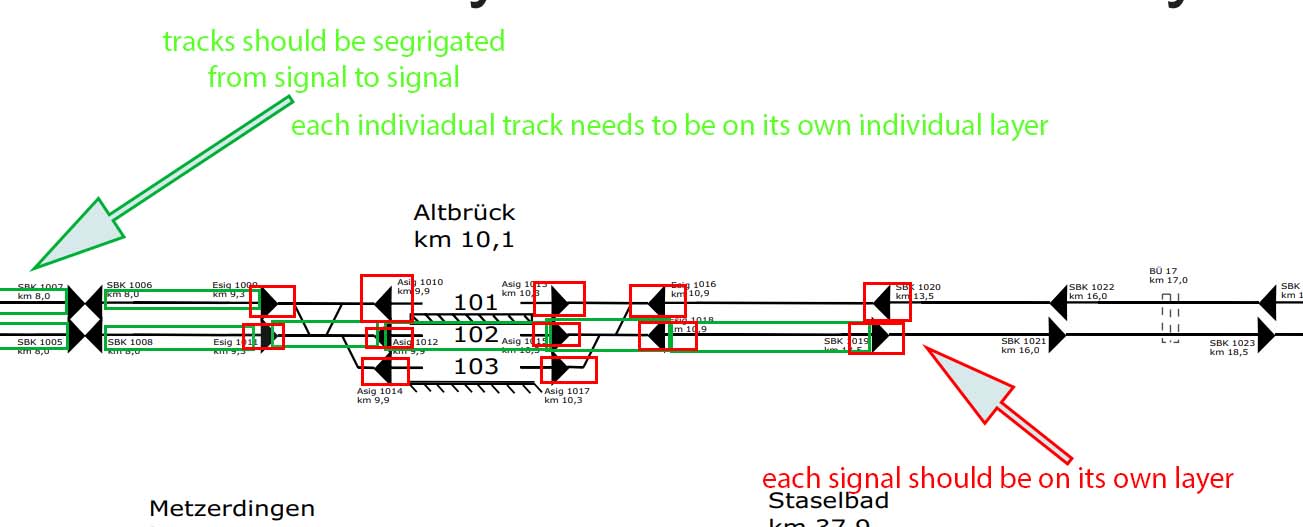 tracks should be segrigated
from signal to signal
each indiviadual track needs to be on its own individual layer
Altbrück
km 10,1
BÜ 17
km 17,0
SBK 1007
km 8,0
SBK 1006
km 8,0
Esig 1009
km 9,3
Asig 1010
km 9,9
Asig 1013
km 10,3
Esig 1016
km 10,9
SBK 1020
km 13,5
SBK 1022
km 16,0
SBK
km 1
101
102
103
SBK 1005
km 8,0
SBK 1008
km 8,0
Esig 1011
km 9,3
Asig 1012
km 9,9
Asig 1015
km 10,3
1018
km 10,9
SBK 1019
SBK 1021
km 16,0
SBK 1023
km 18,5
Asig 1014
km 9,9
Asig 1017
km 10,3
each signal should be on its own layer
Metzerdingen
Staselbad
km 37,9